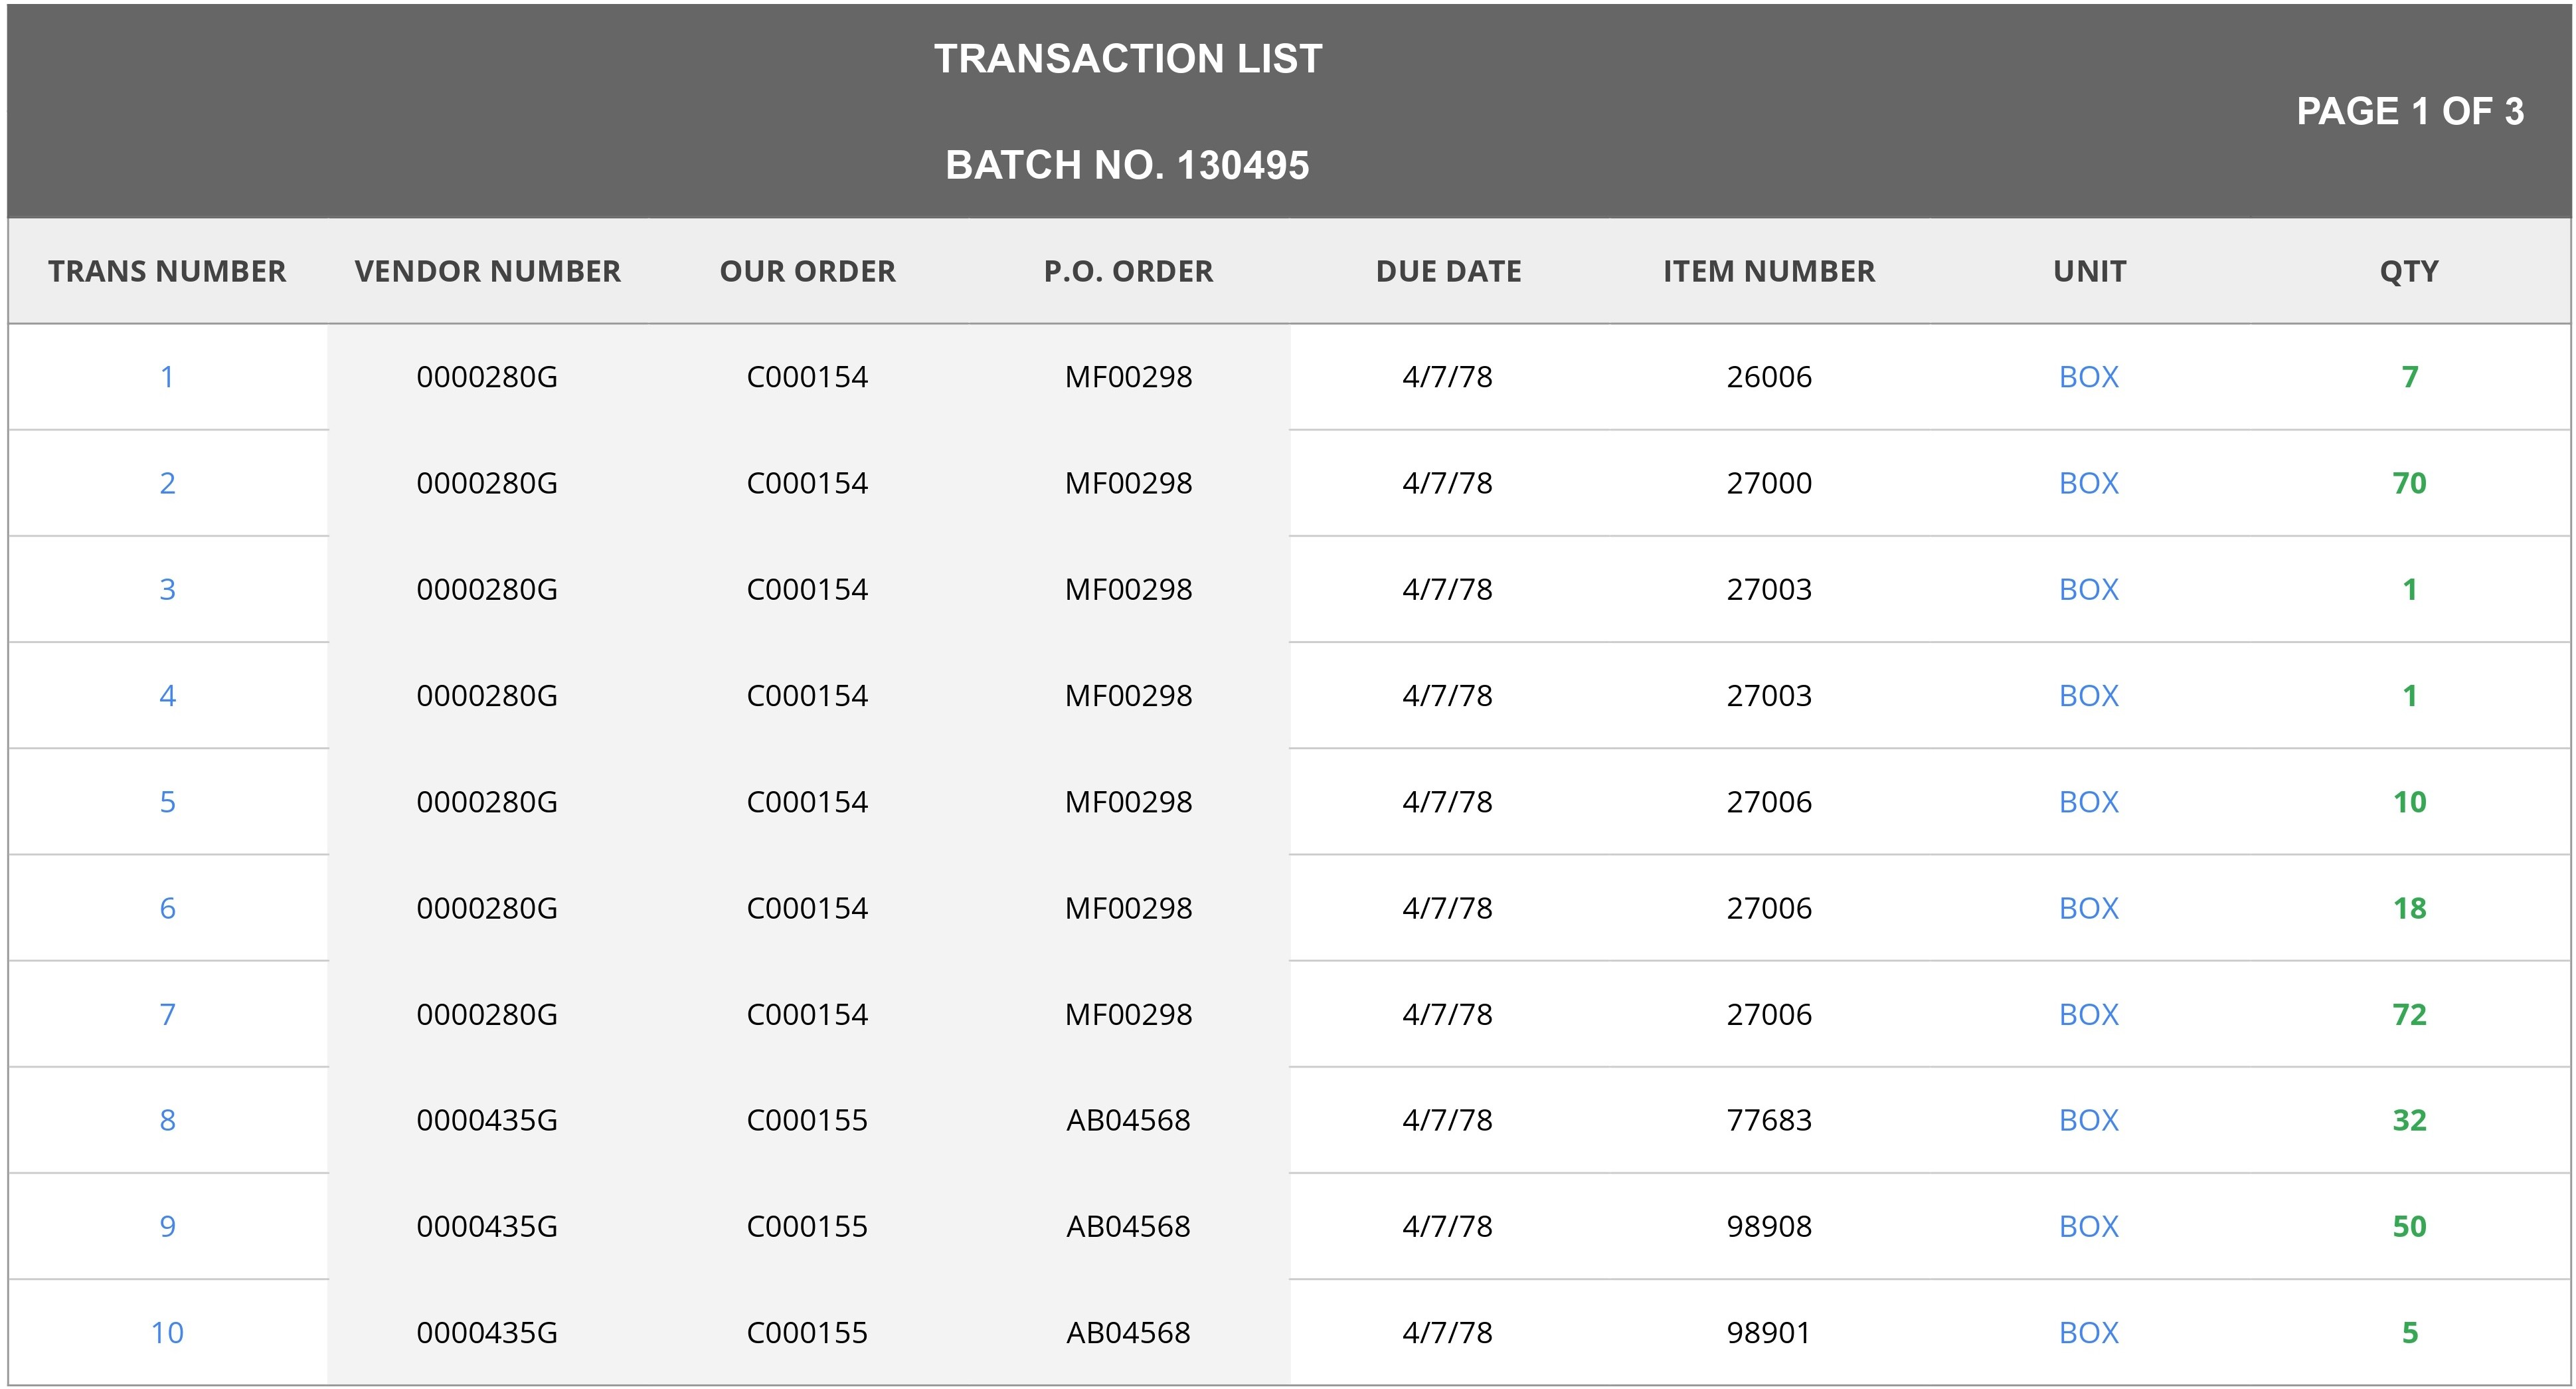 TRANSACTION LIST
PAGE 1 OF 3
BATCH NO. 130495
TRANS NUMBER VENDOR NUMBER OUR ORDER P.O. ORDER DUE DATE ITEM NUMBER UNIT QTY
1 0000280G C000154 MF00298 4/7/78 26006 BOX 7
2 0000280G C000154 MF00298 4/7/78 27000 BOX 70
3 0000280G C000154 MF00298 4/7/78 27003 BOX 1
4 0000280G C000154 MF00298 4/7/78 27003 BOX 1
5 0000280G C000154 MF00298 4/7/78 27006 BOX 10
6 0000280G C000154 MF00298 4/7/78 27006 BOX 18
7 0000280G C000154 MF00298 4/7/78 27006 BOX 72
8 0000435G C000155 AB04568 4/7/78 77683 BOX 32
9 0000435G C000155 AB04568 4/7/78 98908 BOX 50
10 0000435G C000155 AB04568 4/7/78 98901 BOX 5